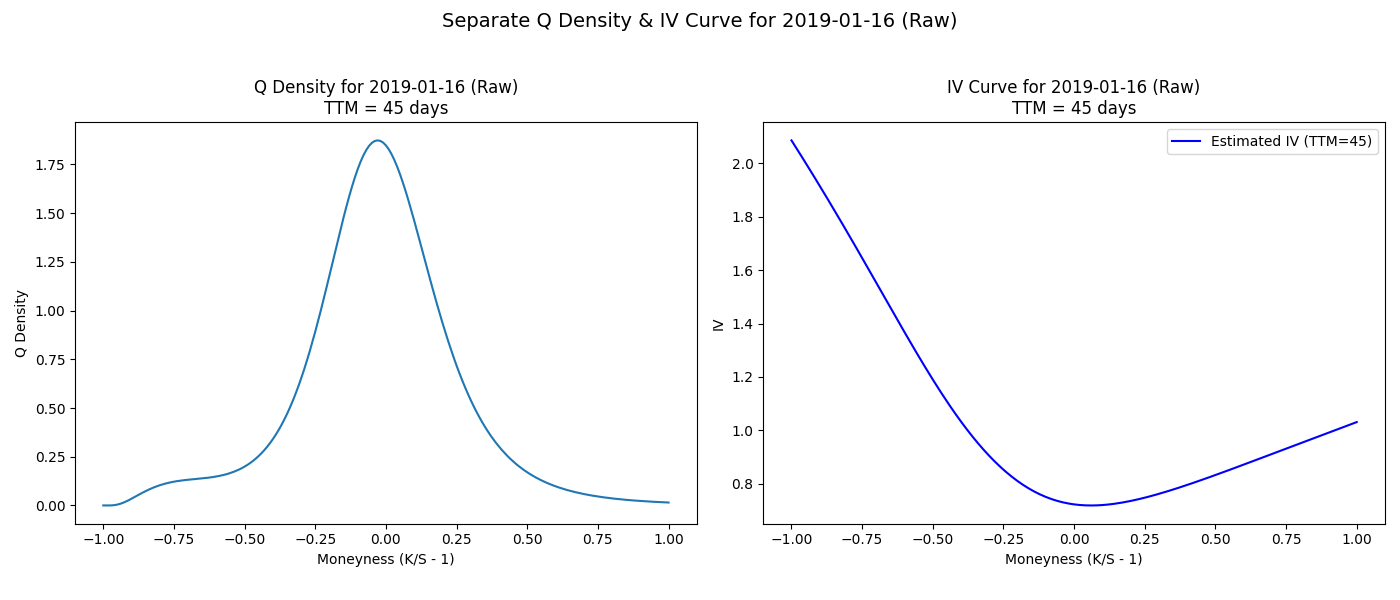 Separate Q Density & IV Curve for 2019-01-16 (Raw)
Q Density for 2019-01-16 (Raw)
TTM = 45 days
Q Density
1.75
1.50
1.25
1.00
0.75
0.50
0.25
0.00
−1.00 −0.75 −0.50 −0.25 0.00 0.25 0.50 0.75 1.00
Moneyness (K/S - 1)
IV Curve for 2019-01-16 (Raw)
TTM = 45 days
Estimated IV (TTM=45)
IV
2.0
1.8
1.6
1.4
1.2
1.0
0.8
−1.00 −0.75 −0.50 −0.25 0.00 0.25 0.50 0.75 1.00
Moneyness (K/S - 1)